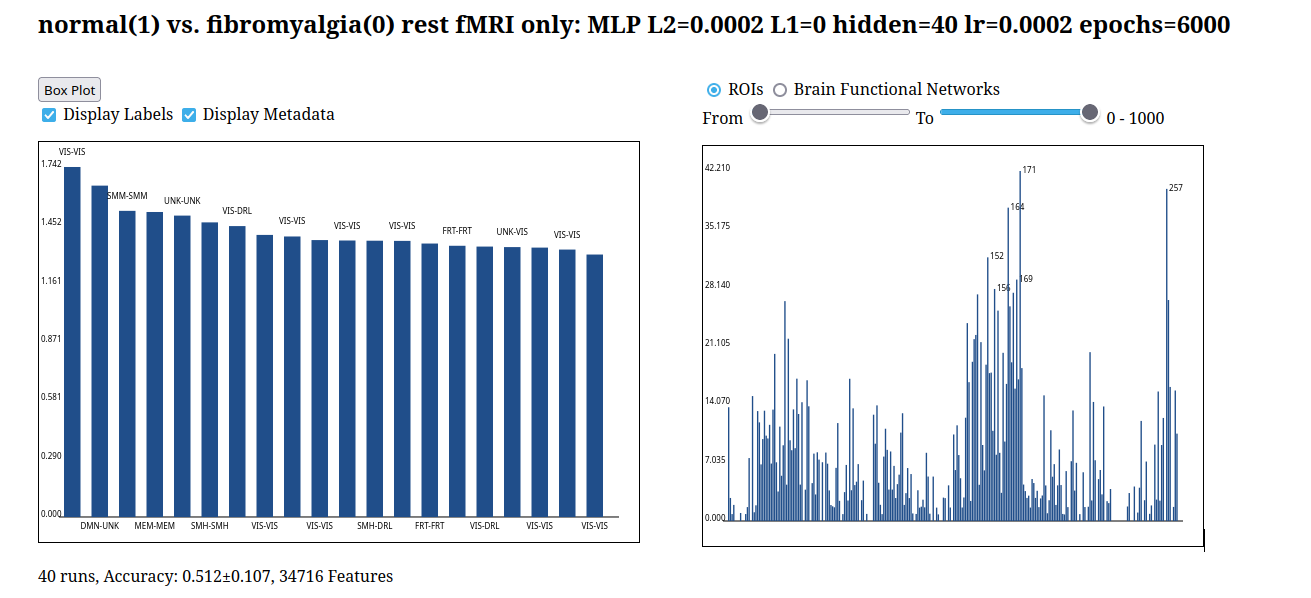 normal(1) vs. fibromyalgia(0) rest fMRI only: MLP L2=0.0002 L1=0 hidden=40 lr=0.0002 epochs=6000
Box Plot
Display Labels Display Metadata
VIS-VIS
1.742
SMM-SMM
UNK-UNK
VIS-DRL
VIS-VIS
VIS-VIS
VIS-VIS
FRT-FRT
UNK-VIS
VIS-VIS
1.452
1.161
0.871
0.581
0.290
0.000
DMN-UNK MEM-MEM SMH-SMH VIS-VIS VIS-VIS SMH-DRL FRT-FRT VIS-DRL VIS-VIS VIS-VIS
40 runs, Accuracy: 0.512±0.107, 34716 Features
ROIs Brain Functional Networks
From To 0 - 1000
42.210
171
257
164
35.175
152
28.140
156
169
21.105
14.070
7.035
0.000